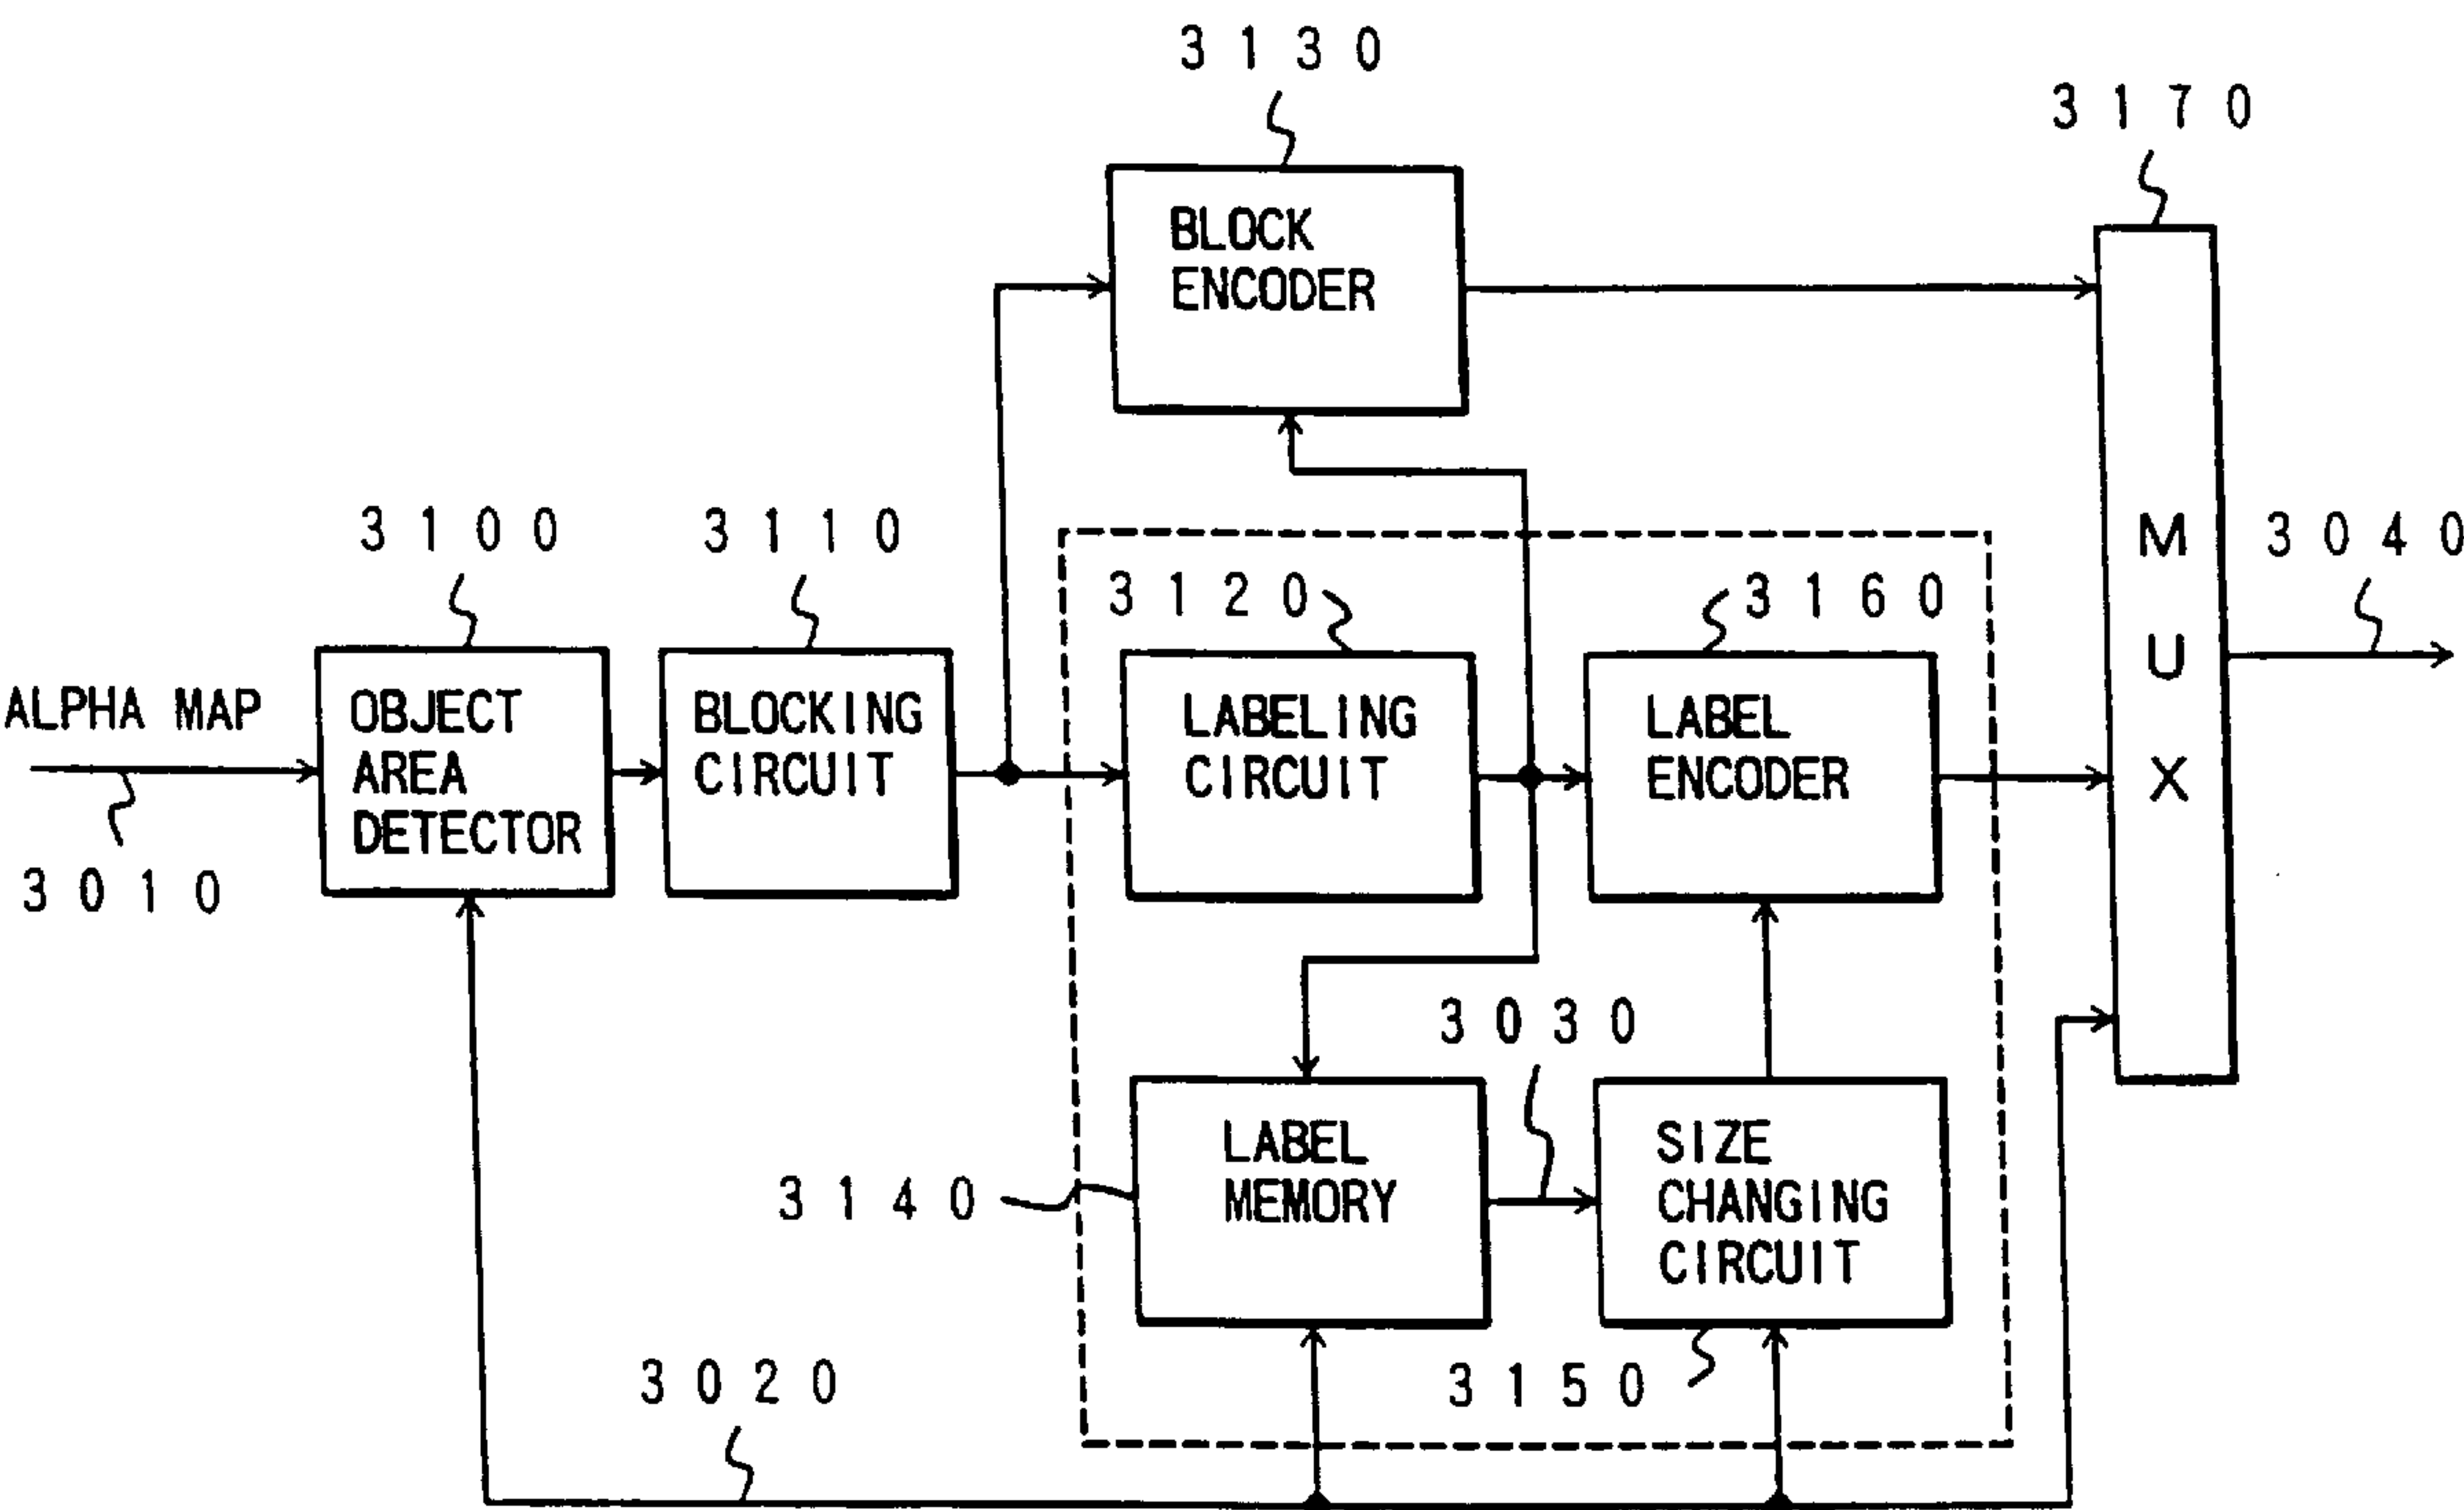 3130
3170
BLOCK
ENCODER
3100
3110
3040
3120
3160
M
U
X
ALPHA MAP
OBJECT
AREA
DETECTOR
BLOCKING
CIRCUIT
LABELING
CIRCUIT
LABEL
ENCODER
3010
3030
LABEL
MEMORY
SIZE
CHANGING
CIRCUIT
3140
3020
3150